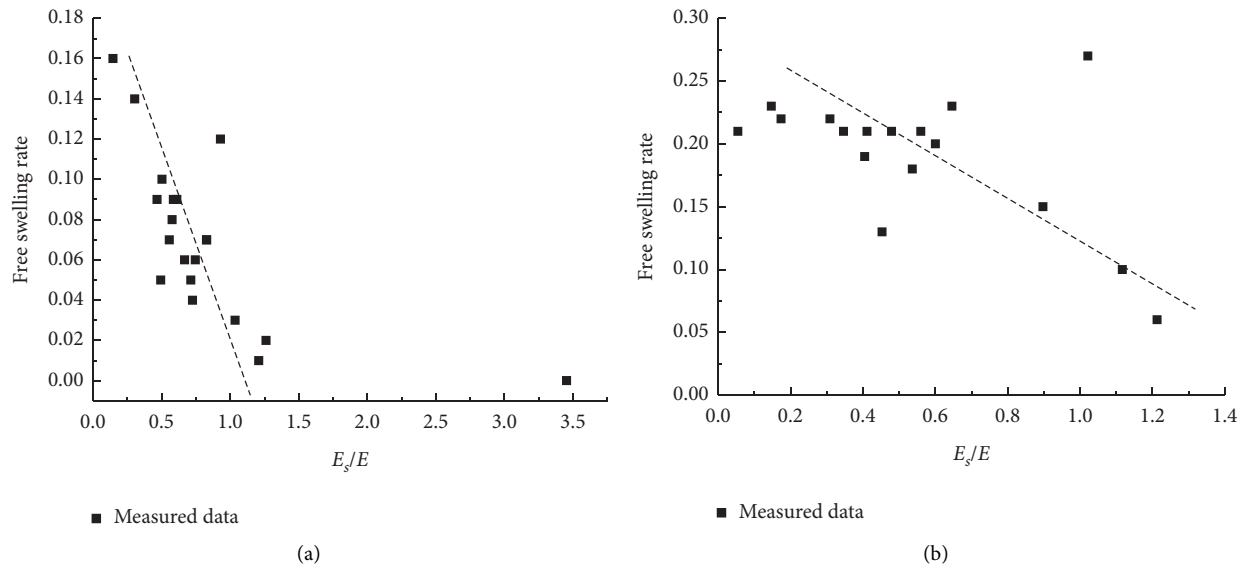 0.18
0.16
0.14
0.12
0.10
0.08
0.06
0.04
0.02
0.00
Free swelling rate
0.0 0.5 1.0 1.5 2.0 2.5 3.0 3.5
E_s/E
■ Measured data
(a)
0.30
0.25
0.20
0.15
0.10
0.05
0.00
Free swelling rate
0.0 0.2 0.4 0.6 0.8 1.0 1.2 1.4
E_s/E
■ Measured data
(b)